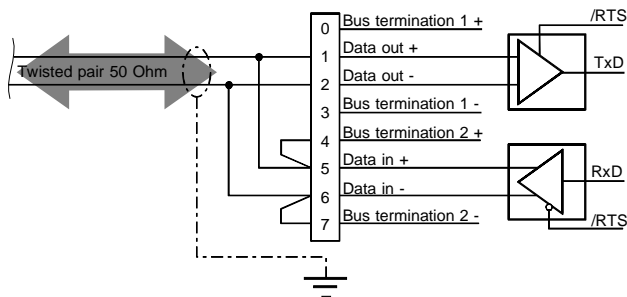 /RTS
0 Bus termination 1 +
1 Data out +
TxD
Twisted pair 50 Ohm
2 Data out -
3 Bus termination 1 -
4 Bus termination 2 +
5 Data in +
RxD
6 Data in -
7 Bus termination 2 -
/RTS